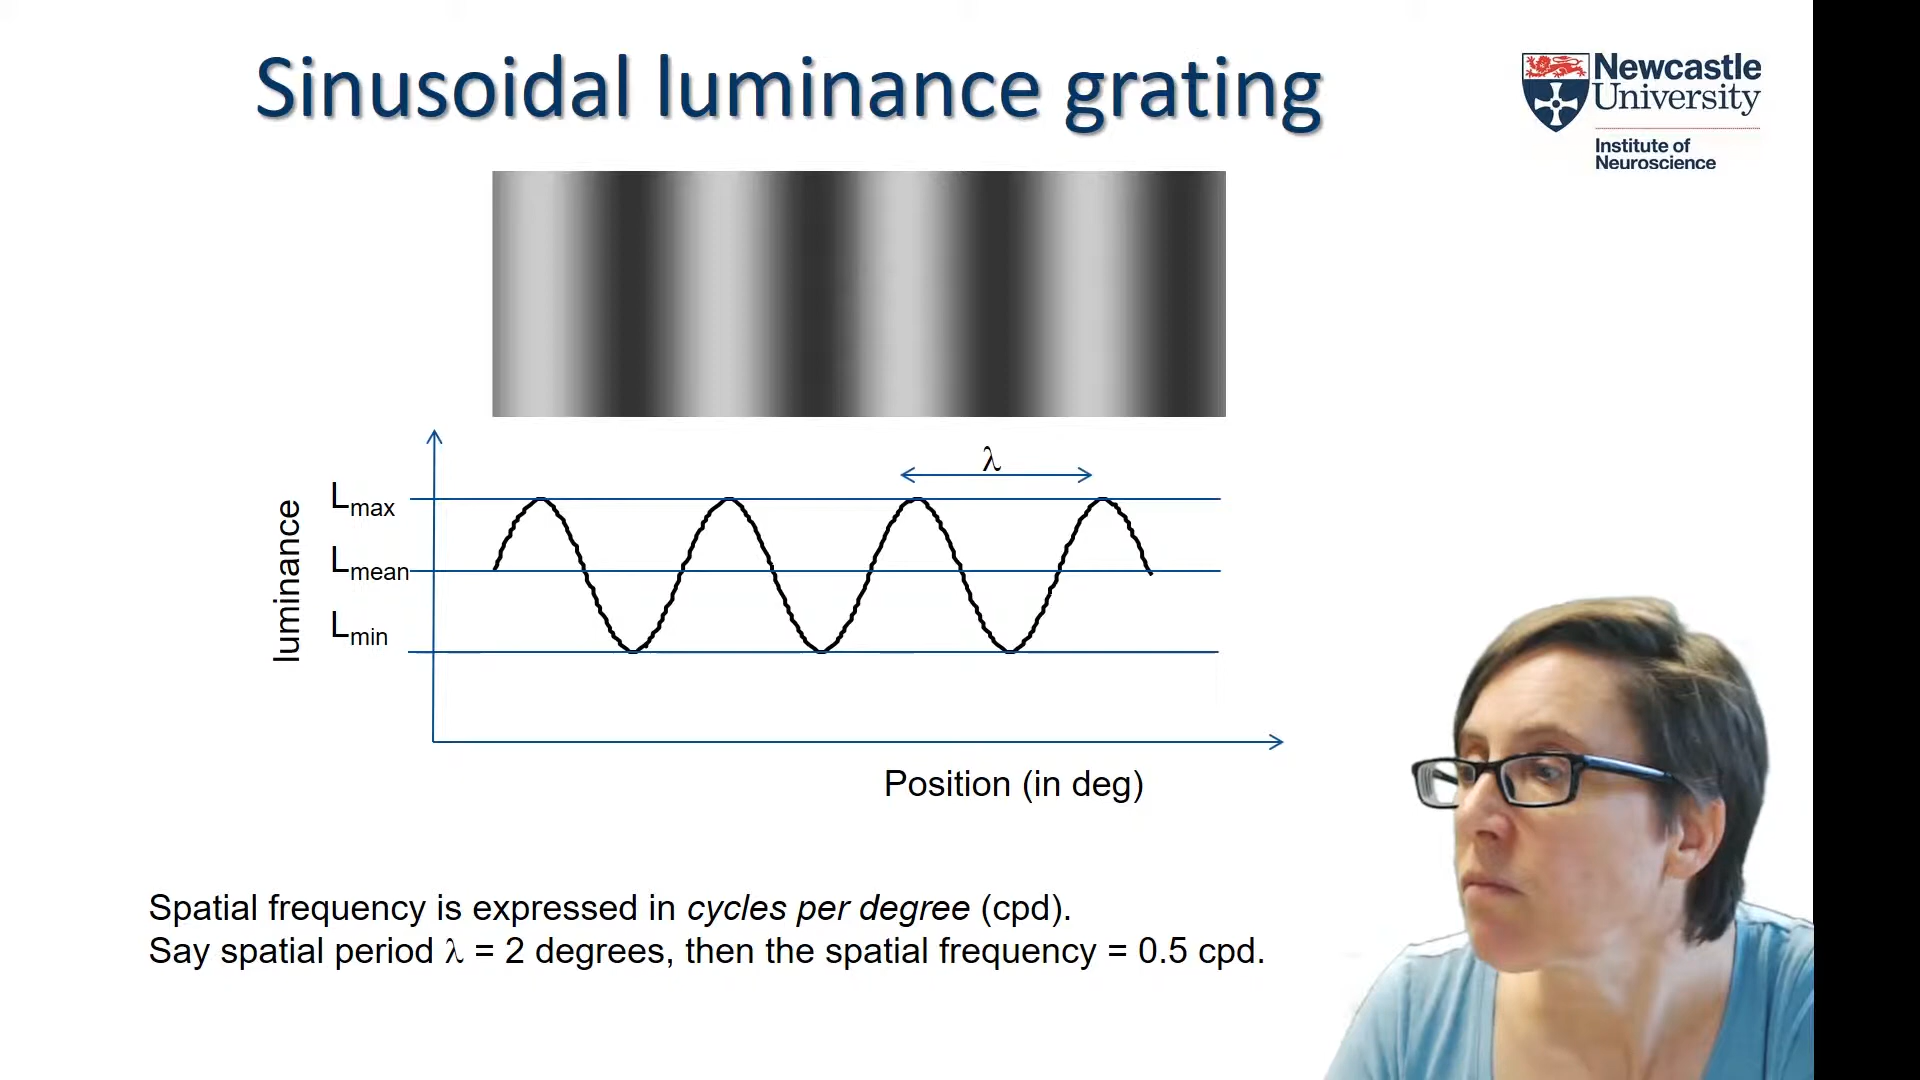 Sinusoidal luminance grating
Newcastle
University
Institute of
Neuroscience
λ
luminance
Lmax
Lmean
Lmin
Position (in deg)
Spatial frequency is expressed in cycles per degree (cpd).
Say spatial period λ = 2 degrees, then the spatial frequency = 0.5 cpd.